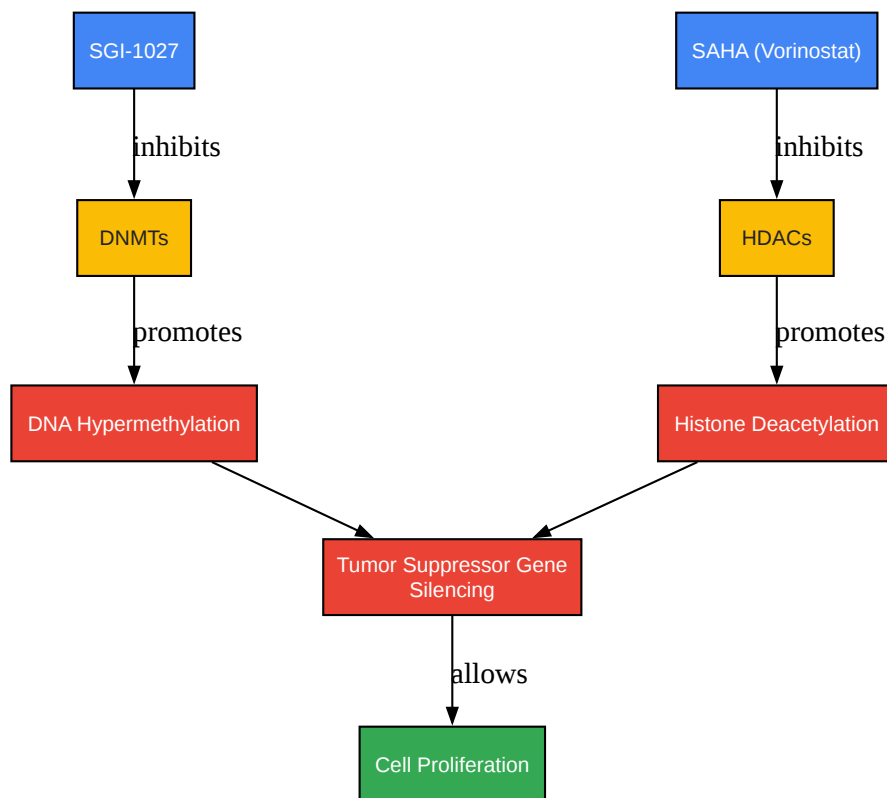 SGI-1027
SAHA (Vorinostat)
inhibits
inhibits
DNMTs
HDACs
promotes
promotes
DNA Hypermethylation
Histone Deacetylation
Tumor Suppressor Gene
Silencing
allows
Cell Proliferation